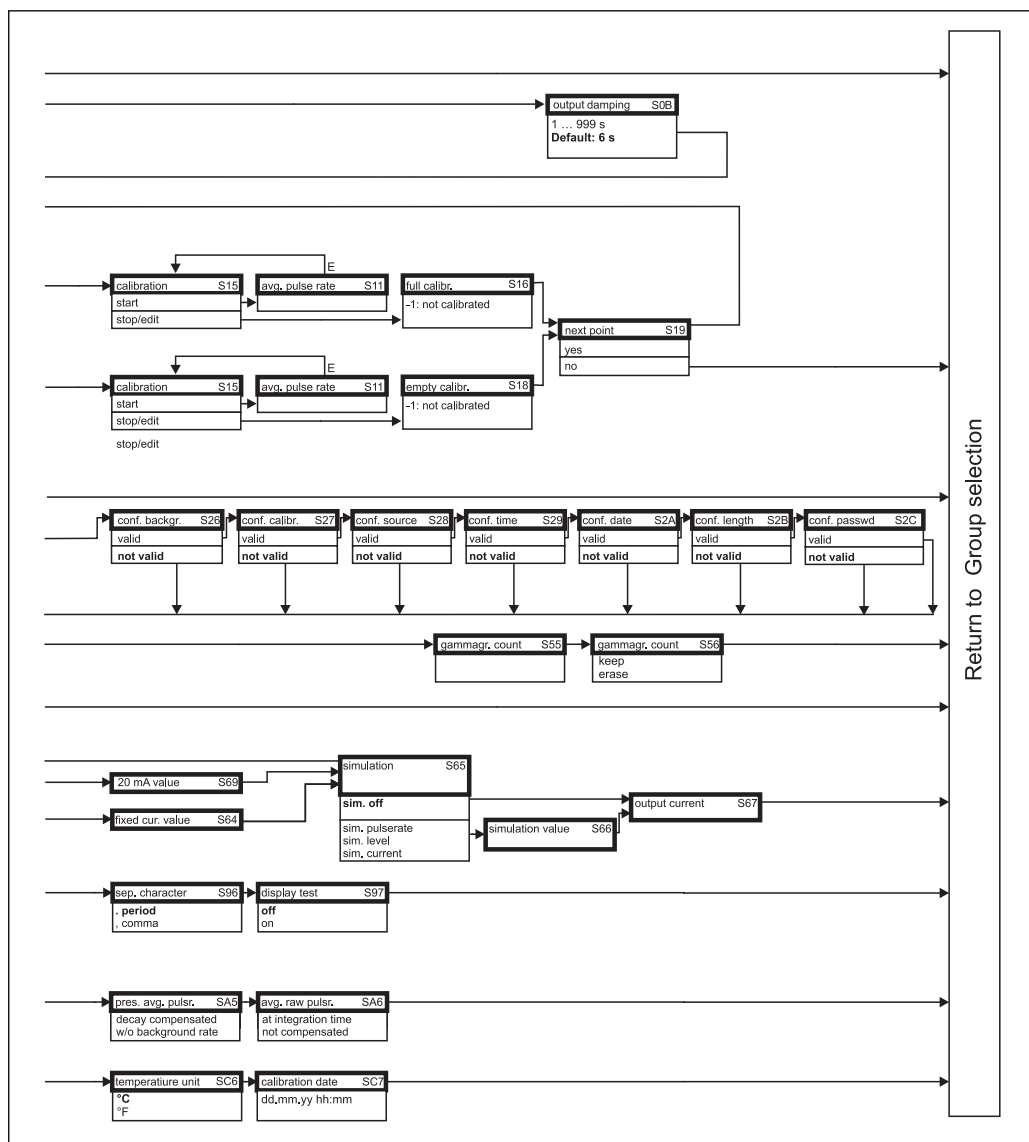 output damping S0B
1 ... 999 s
Default: 6 s
E
calibration S15
avg. pulse rate S11
full calibr. S16
start
-1: not calibrated
stop/edit
next point S19
yes
no
E
calibration S15
avg. pulse rate S11
empty calibr. S18
start
-1: not calibrated
stop/edit
stop/edit
conf. backgr. S26
valid
not valid
conf. calibr. S27
valid
not valid
conf. source S28
valid
not valid
conf. time S29
valid
not valid
conf. date S2A
valid
not valid
conf. length S2B
valid
not valid
conf. passwd S2C
valid
not valid
gammagr. count S55
gammagr. count S56
keep
erase
20 mA value S69
fixed cur. value S64
simulation S65
sim. off
sim. pulserate
sim. level
sim. current
simulation value S66
output current S67
sep. character S96
. period
, comma
display test S97
off
on
pres. avg. pulsr. SA5
decay compensated
w/o background rate
avg. raw pulsr. SA6
at integration time
not compensated
temperatiure unit SC6
°C
°F
calibration date SC7
dd.mm.yy hh:mm
Return to Group selection